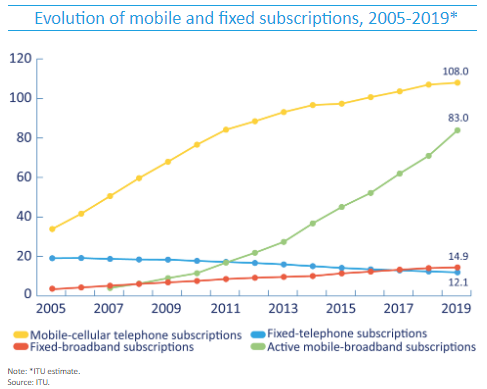 Evolution of mobile and fixed subscriptions, 2005-2019*
120
108.0
100
83.0
80
60
40
20
14.9
12.1
0
2005 2007 2009 2011 2013 2015 2017 2019
Mobile-cellular telephone subscriptions Fixed-telephone subscriptions
Fixed-broadband subscriptions Active mobile-broadband subscriptions
Note: *ITU estimate.
Source: ITU.